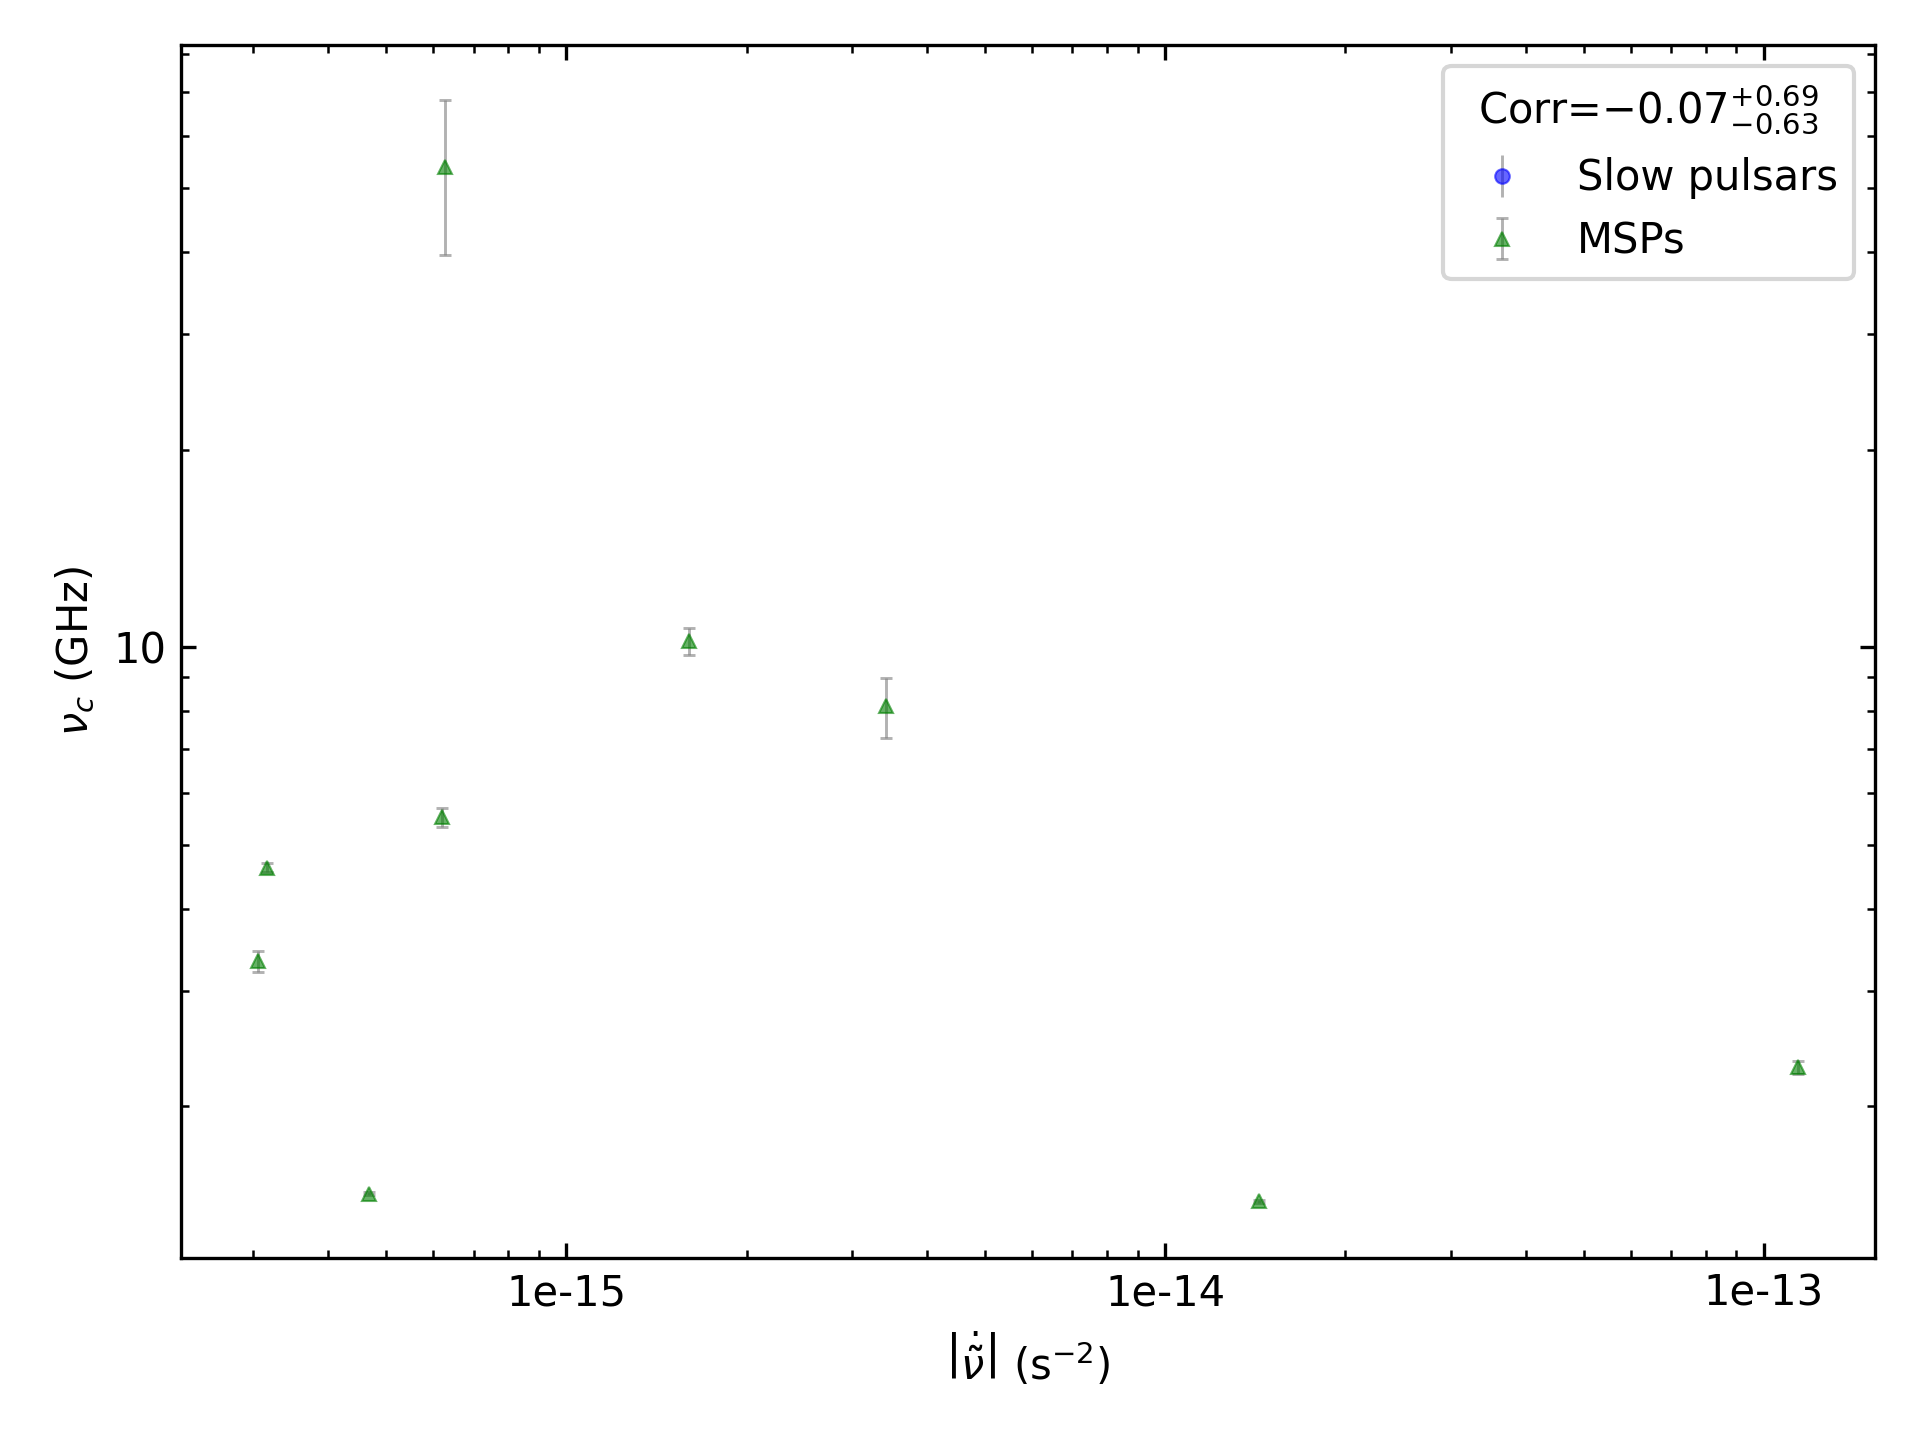 Corr=−0.07+0.69−0.63
Slow pulsars
MSPs
ν_c (GHz)
10
1e-15
1e-14
1e-13
|ν̃̇| (s⁻²)